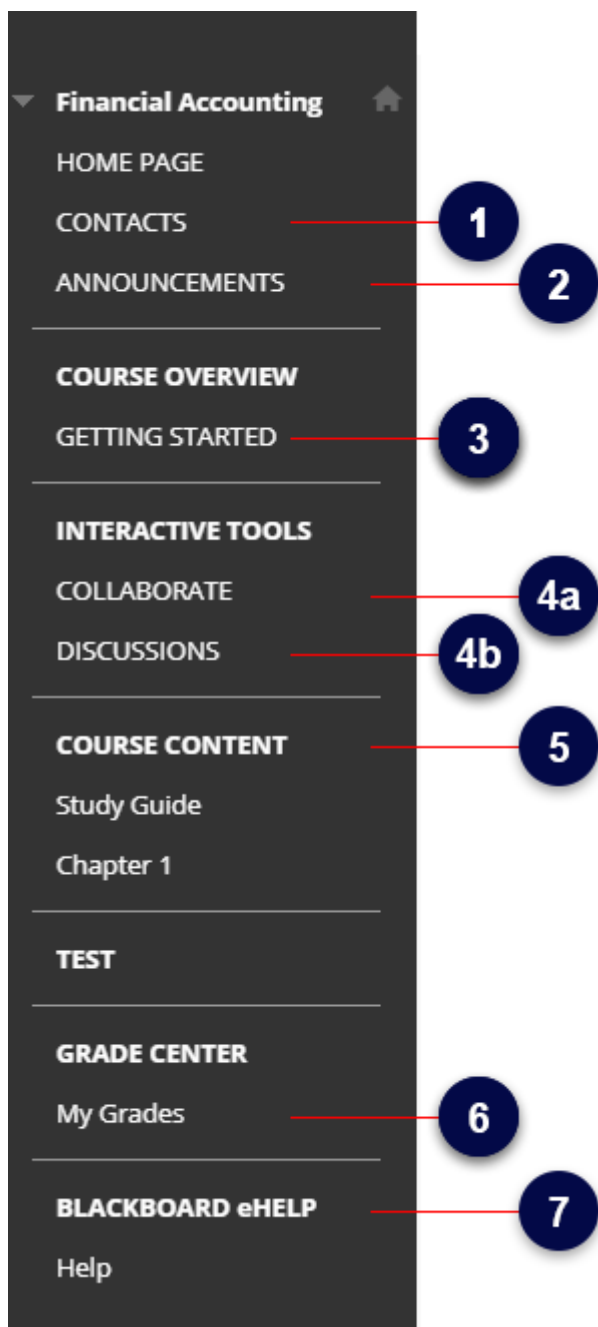 Financial Accounting
HOME PAGE
CONTACTS
1
ANNOUNCEMENTS
2
COURSE OVERVIEW
GETTING STARTED
3
INTERACTIVE TOOLS
COLLABORATE
4a
DISCUSSIONS
4b
COURSE CONTENT
5
Study Guide
Chapter 1
TEST
GRADE CENTER
My Grades
6
BLACKBOARD eHELP
7
Help